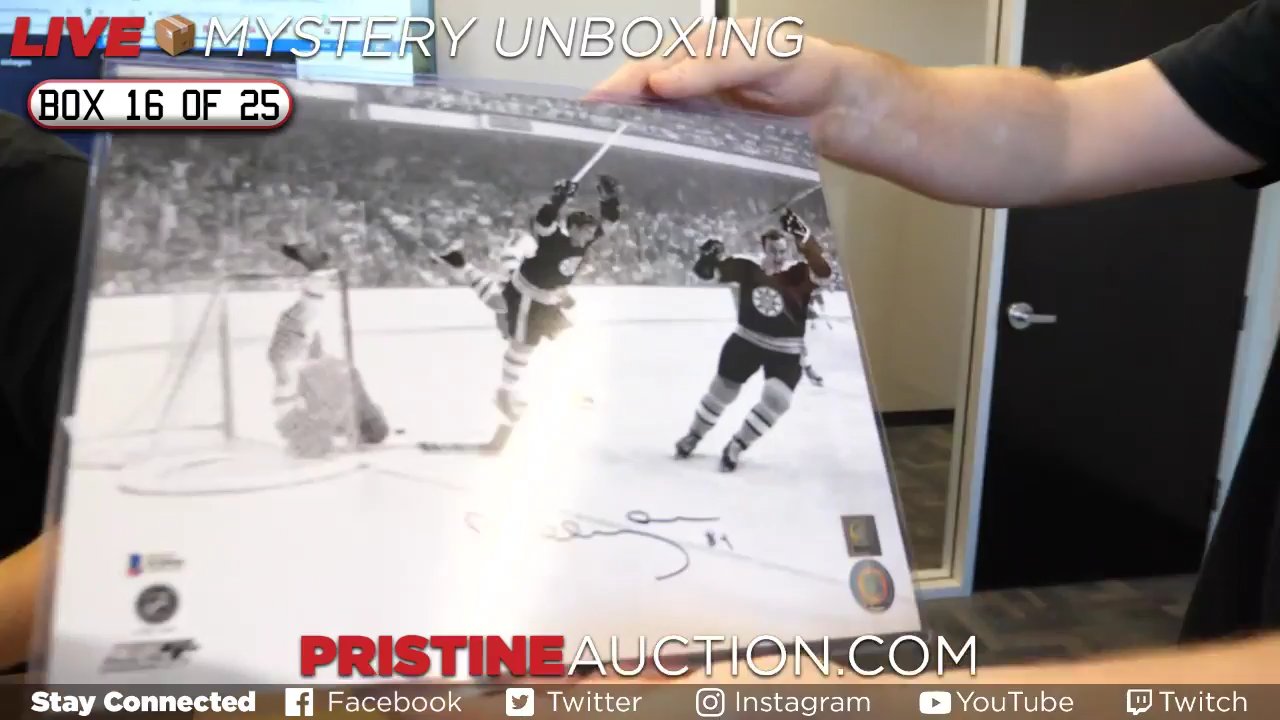 LIVE MYSTERY UNBOXING
BOX 16 OF 25
PRISTINEAUCTION.COM
Stay Connected Facebook Twitter Instagram YouTube Twitch